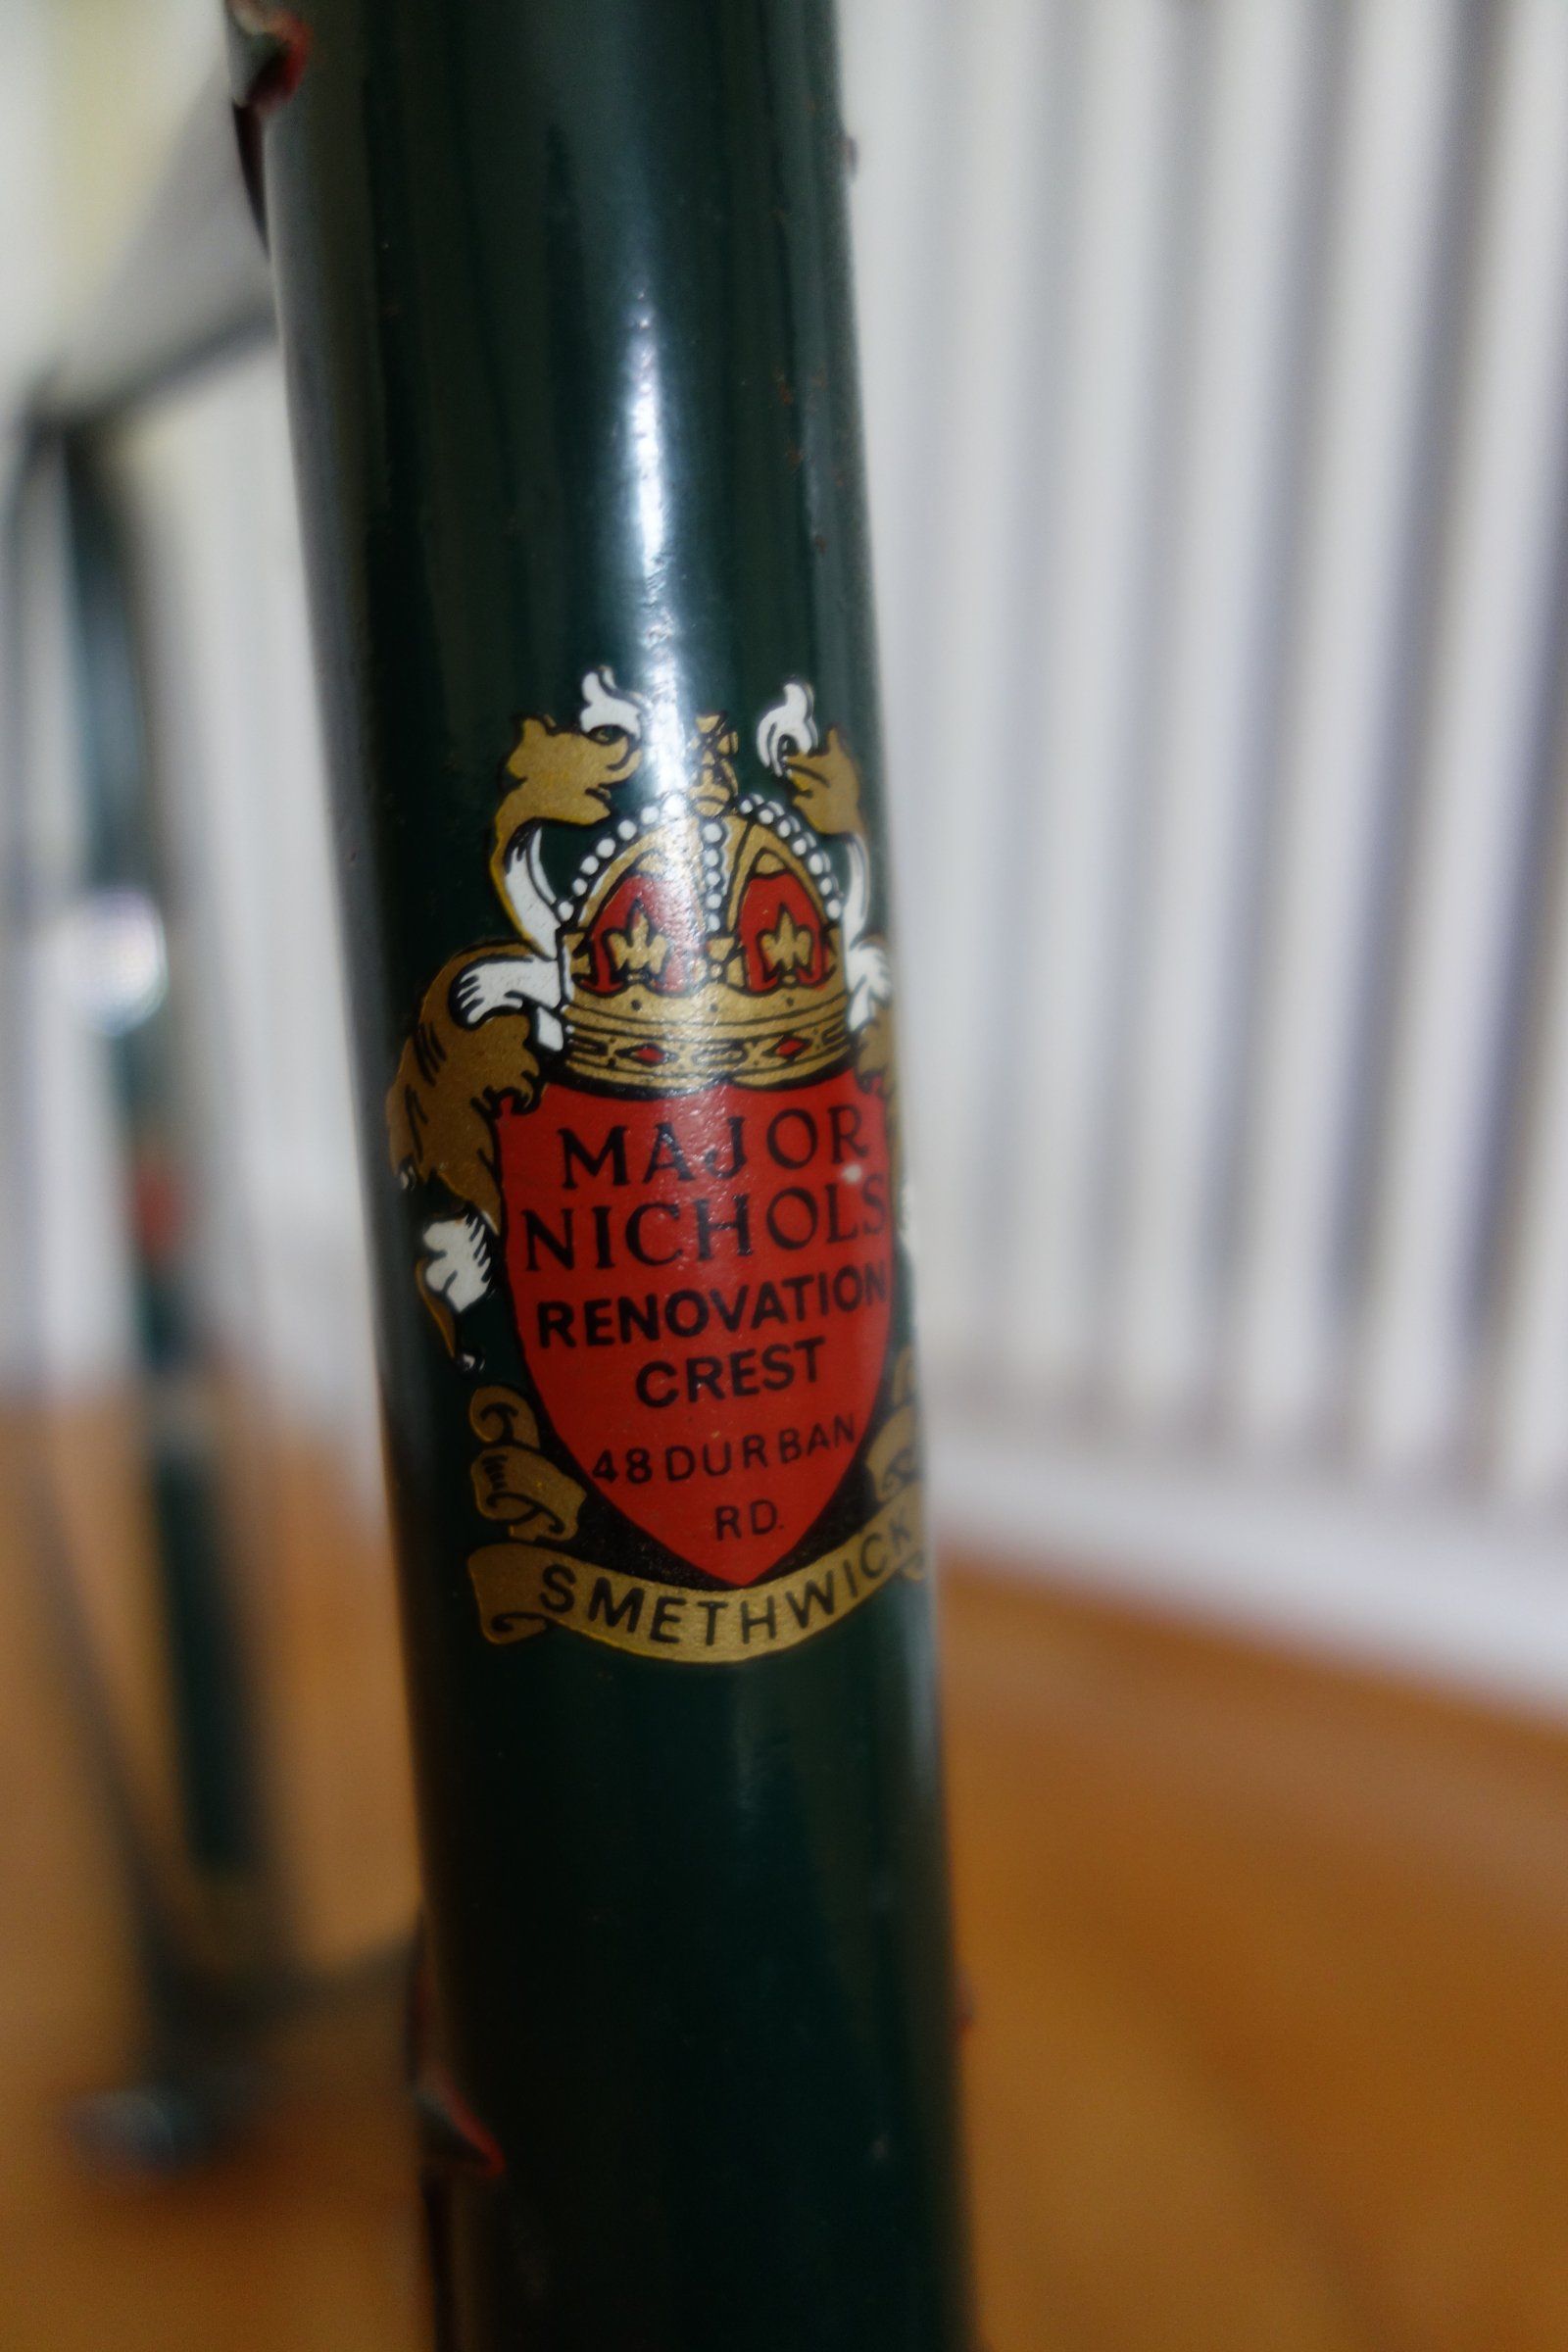 MAJOR
NICHOLS
RENOVATION
CREST
48 DURBAN
RD.
SMETHWICK